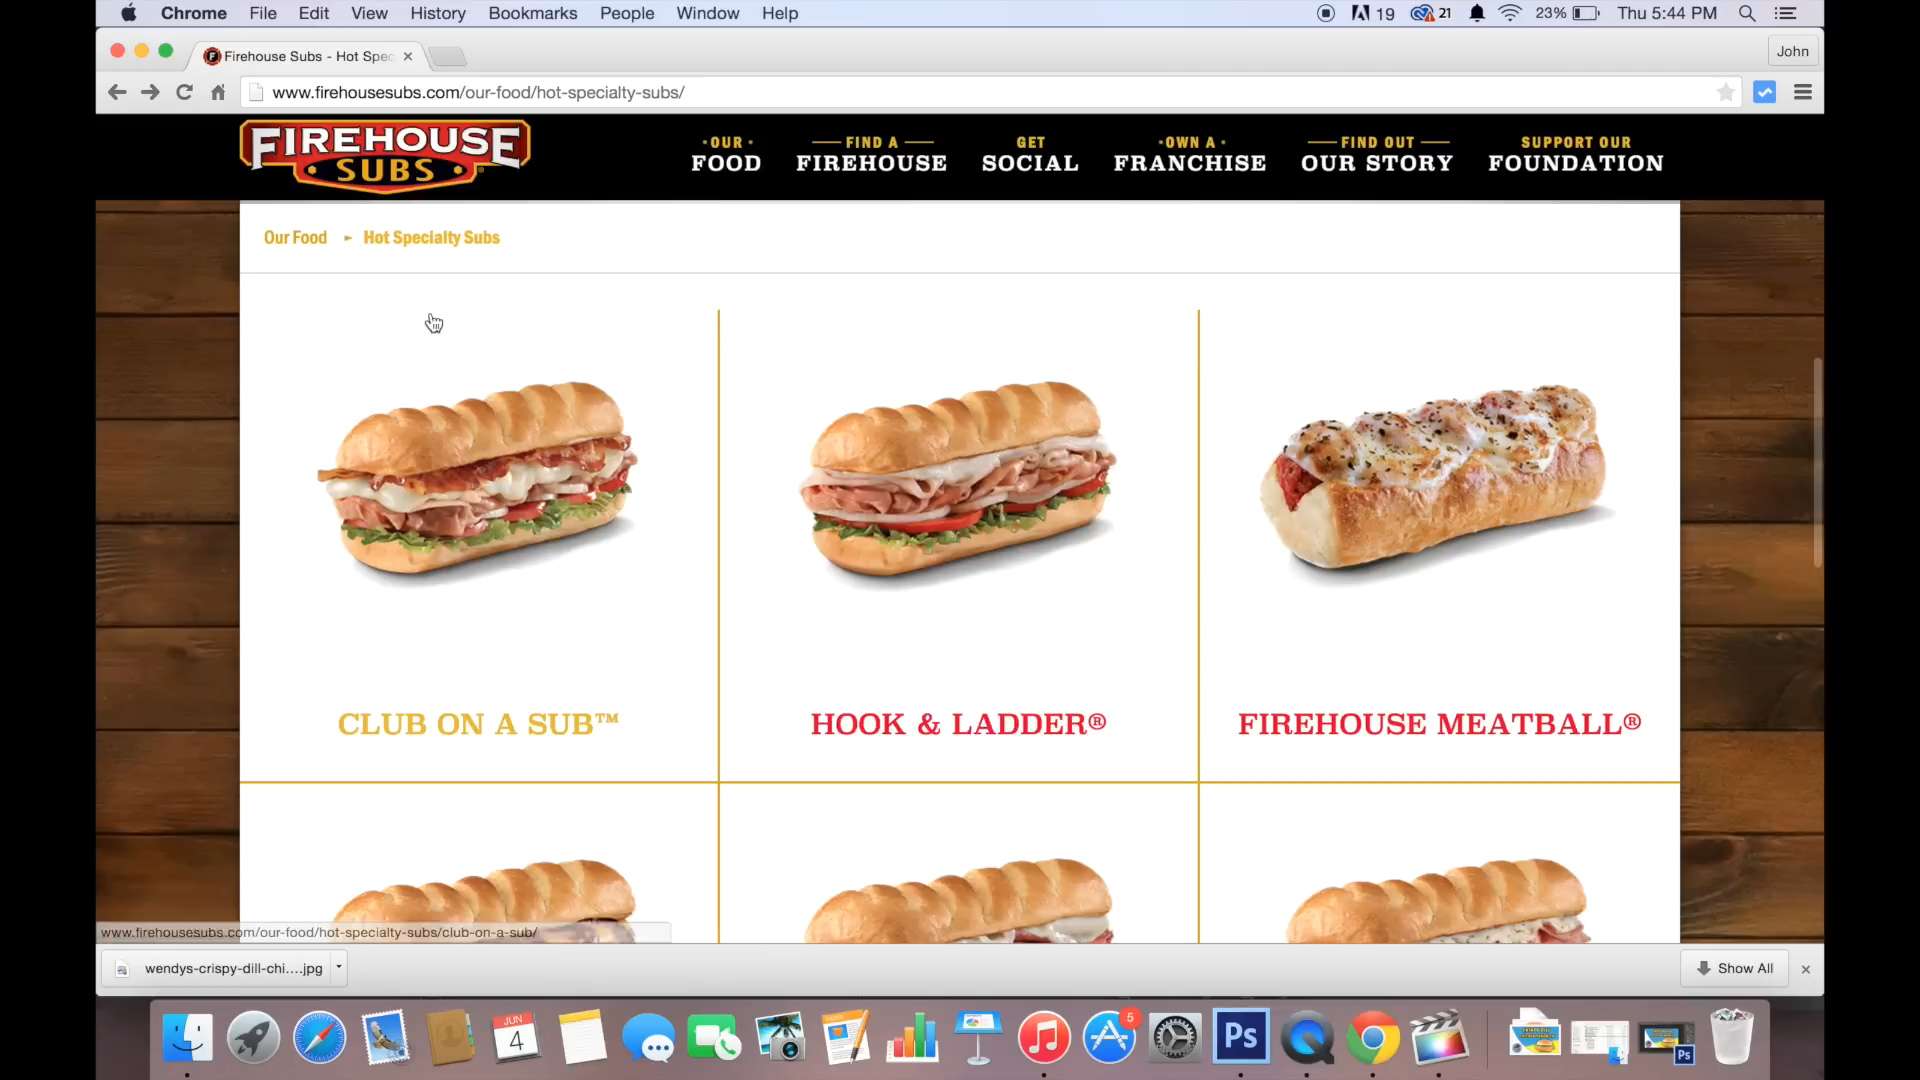 Chrome File Edit View History Bookmarks People Window Help 19 21 23% Thu 5:44 PM
Firehouse Subs - Hot Spec
John
www.firehousesubs.com/our-food/hot-specialty-subs/
FIREHOUSE
SUBS
OUR
FOOD
FIND A
FIREHOUSE
GET
SOCIAL
OWN A
FRANCHISE
FIND OUT
OUR STORY
SUPPORT OUR
FOUNDATION
Our Food ► Hot Specialty Subs
CLUB ON A SUB™
HOOK & LADDER®
FIREHOUSE MEATBALL®
www.firehousesubs.com/our-food/hot-specialty-subs/club-on-a-sub/
wendys-crispy-dill-chi....jpg
Show All
JUN
4
5
Ps
Ps